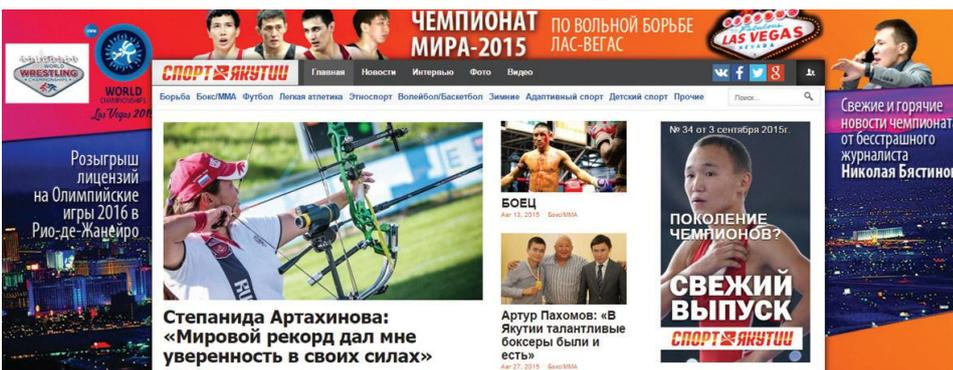 ЧЕМПИОНАТ
МИРА-2015
ПО ВОЛЬНОЙ БОРЬБЕ
ЛАС-ВЕГАС
Fabulous
LAS VEGAS
NEVADA
WORLD
WRESTLING
CHAMPIONSHIPS
WORLD
CHAMPIONSHIPS
Las Vegas 2015
Розыгрыш
лицензий
на Олимпийские
игры 2016 в
Рио-де-Жанейро
СПОРТ ЯКУТИИ
Главная Новости Интервью Фото Видео
Борьба Бокс/ММА Футбол Легкая атлетика Этноспорт Волейбол/Баскетбол Зимние Адаптивный спорт Детский спорт Прочие
Поиск...
Степанида Артахинова:
«Мировой рекорд дал мне
уверенность в своих силах»
БОЕЦ
Авг 13, 2015 Бокс/ММА
Артур Пахомов: «В
Якутии талантливые
боксеры были и
есть»
Авг 27, 2015 Бокс/ММА
№ 34 от 3 сентября 2015г.
ПОКОЛЕНИЕ
ЧЕМПИОНОВ?
СВЕЖИЙ
ВЫПУСК
СПОРТ ЯКУТИИ
Свежие и горячие
новости чемпионат
от бесстрашного
журналиста
Николая Бястино